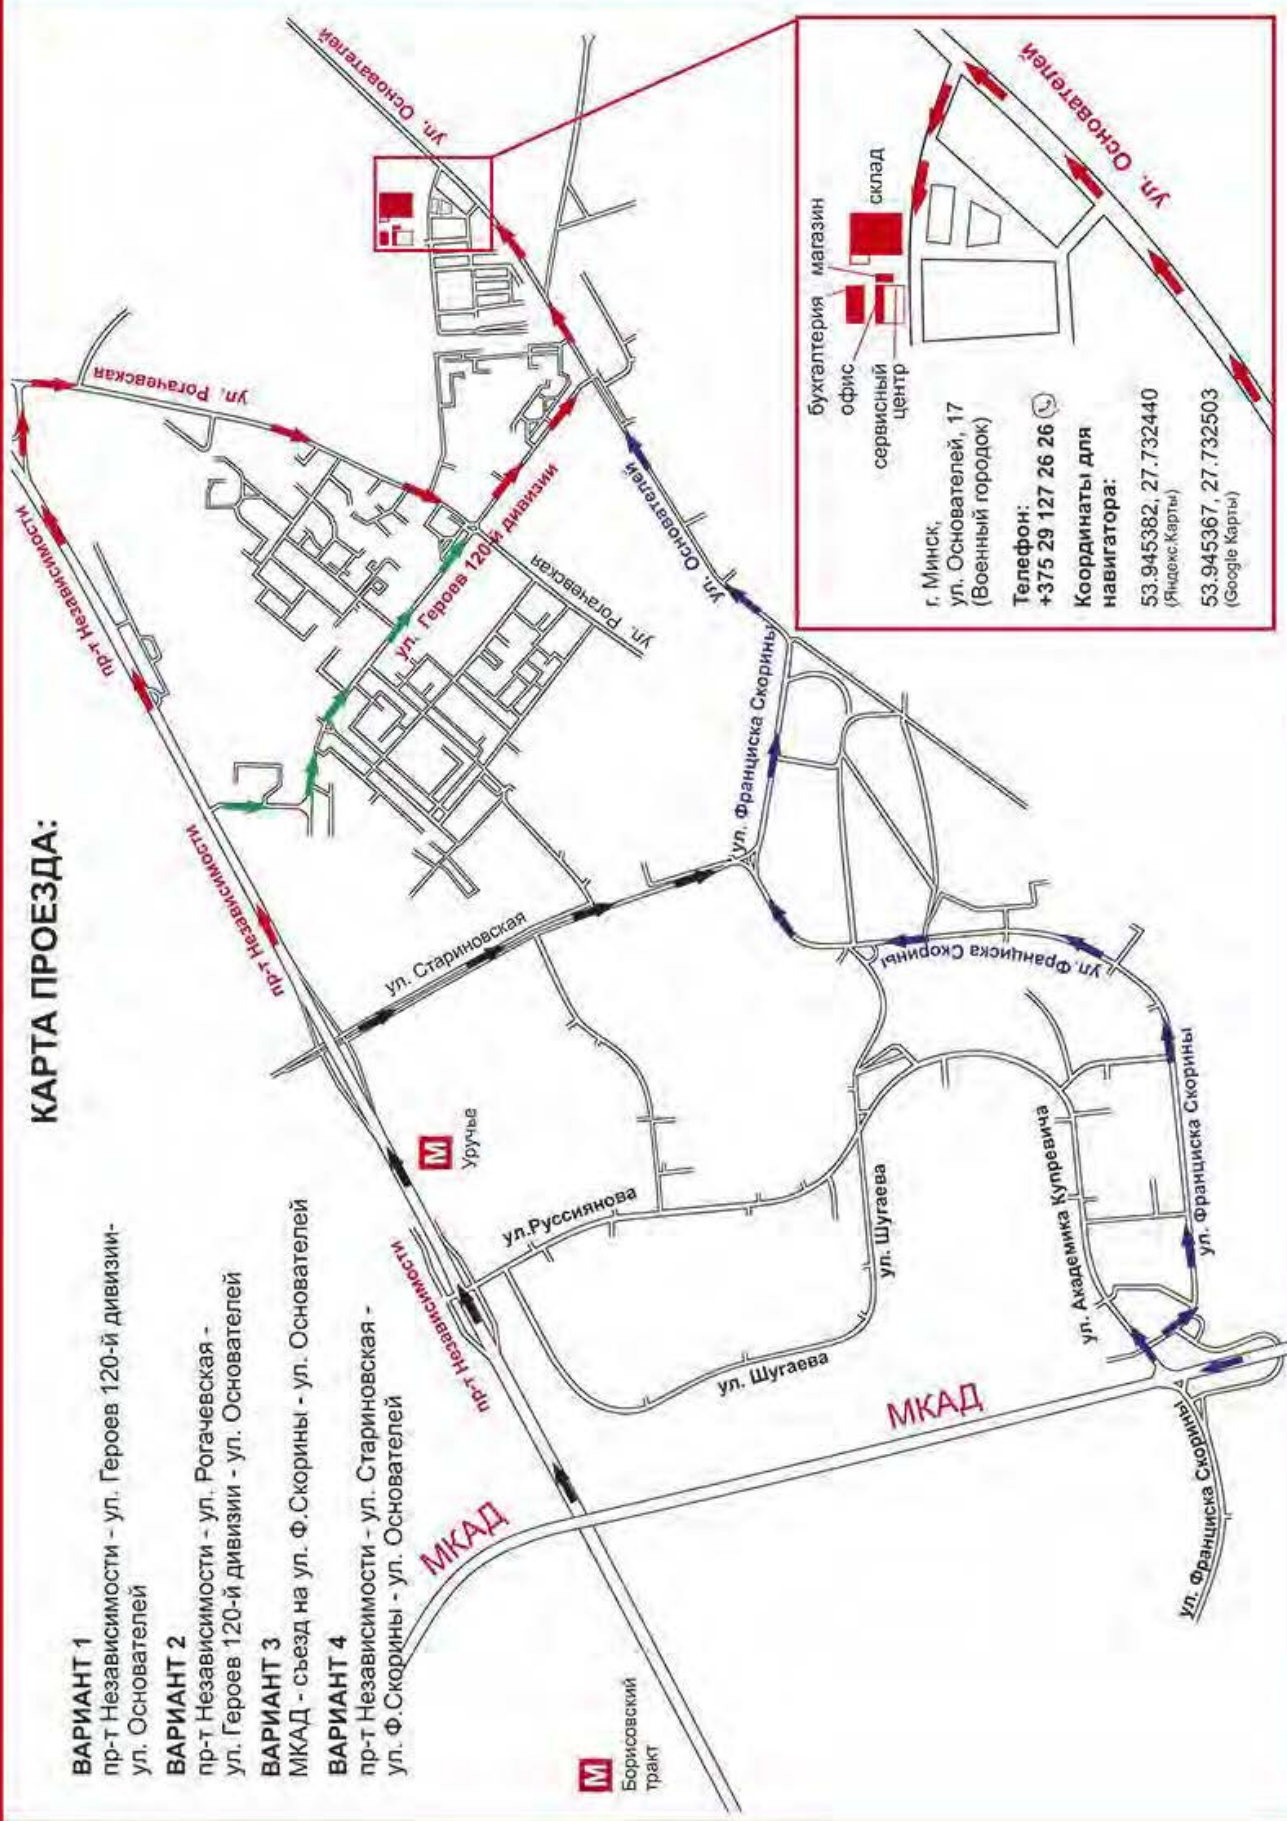 КАРТА ПРОЕЗДА:
ВАРИАНТ 1
пр-т Независимости - ул. Героев 120-й дивизии-
ул. Основателей
ВАРИАНТ 2
пр-т Независимости - ул. Рогачевская -
ул. Героев 120-й дивизии - ул. Основателей
ВАРИАНТ 3
МКАД - съезд на ул. Ф.Скорины - ул. Основателей
ВАРИАНТ 4
пр-т Независимости - ул. Стариновская -
ул. Ф.Скорины - ул. Основателей
М
Борисовский
тракт
МКАД
пр-т Независимости
пр-т Независимости
М
Уручье
ул.Руссиянова
ул. Шугаева
ул. Шугаева
МКАД
ул. Академика Купревича
ул. Франциска Скорины
ул. Франциска Скорины
ул. Франциска Скорины
ул. Франциска Скорины
ул. Стариновская
пр-т Независимости
пр-т Независимости
пр-т Независимости
ул. Героев 120-й дивизии
ул. Рогачевская
ул. Рогачевская
ул. Основателей
ул. Основателей
бухгалтерия
магазин
офис
склад
сервисный
центр
ул. Основателей
г. Минск,
ул. Основателей, 17
(Военный городок)
Телефон:
+375 29 127 26 26
Координаты для
навигатора:
53.945382, 27.732440
(Яндекс.Карты)
53.945367, 27.732503
(Google Карты)